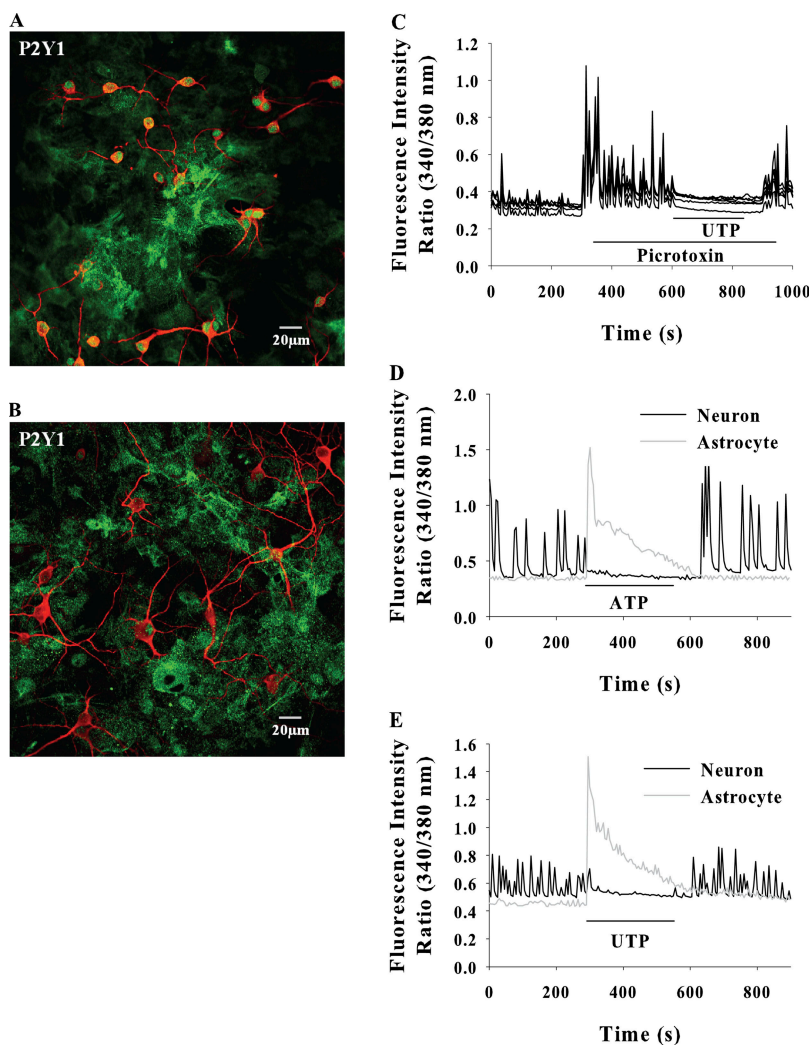 A
P2Y1
20μm
B
P2Y1
20μm
C
Fluorescence Intensity
Ratio (340/380 nm)
1.2
1.0
0.8
0.6
0.4
0.2
0.0
UTP
Picrotoxin
0 200 400 600 800 1000
Time (s)
D
Fluorescence Intensity
Ratio (340/380 nm)
2.0
1.5
1.0
0.5
0.0
Neuron
Astrocyte
ATP
0 200 400 600 800
Time (s)
E
Fluorescence Intensity
Ratio (340/380 nm)
1.6
1.4
1.2
1.0
0.8
0.6
0.4
0.2
0.0
Neuron
Astrocyte
UTP
0 200 400 600 800
Time (s)